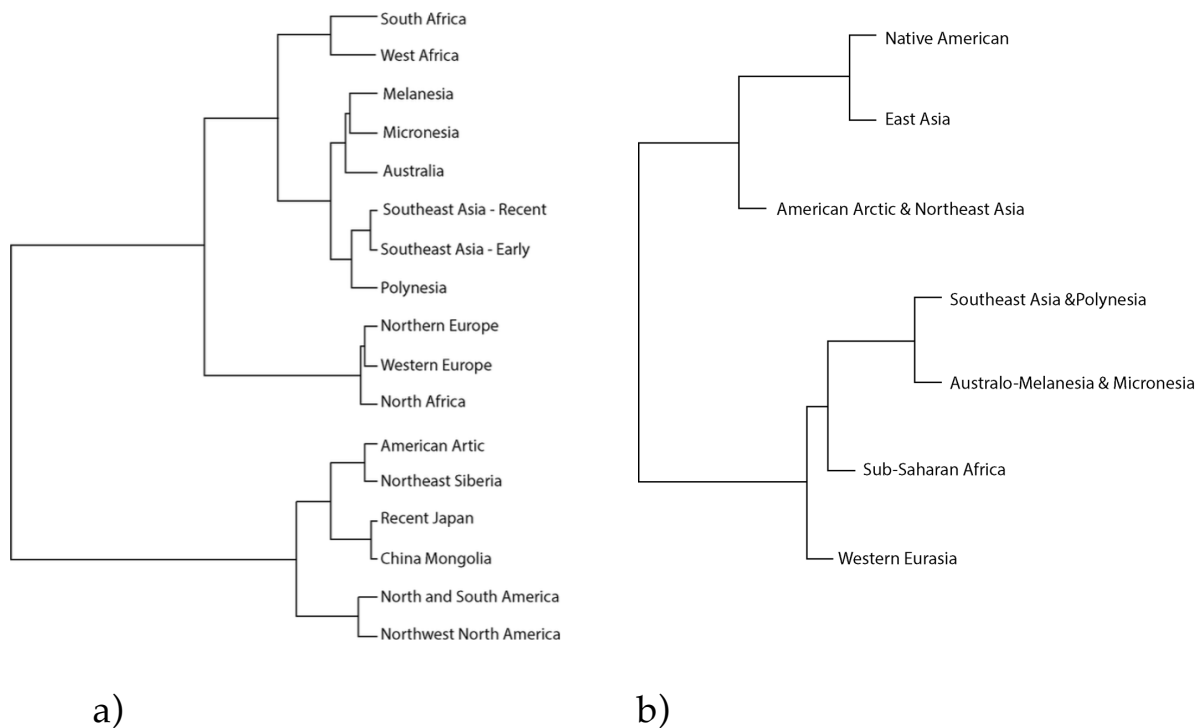 South Africa
West Africa
Melanesia
Micronesia
Australia
Southeast Asia - Recent
Southeast Asia - Early
Polynesia
Northern Europe
Western Europe
North Africa
American Artic
Northeast Siberia
Recent Japan
China Mongolia
North and South America
Northwest North America
a)
Native American
East Asia
American Arctic & Northeast Asia
Southeast Asia &Polynesia
Australo-Melanesia & Micronesia
Sub-Saharan Africa
Western Eurasia
b)